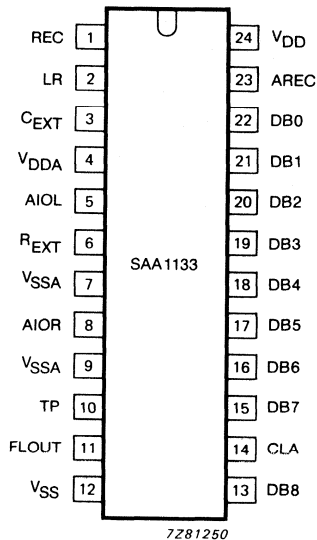 REC 1 24 VDD
LR 2 23 AREC
CEXT 3 22 DB0
VDDA 4 21 DB1
AIOL 5 20 DB2
REXT 6 19 DB3
SAA1133
VSSA 7 18 DB4
AIOR 8 17 DB5
VSSA 9 16 DB6
TP 10 15 DB7
FLOUT 11 14 CLA
VSS 12 13 DB8
7Z81250